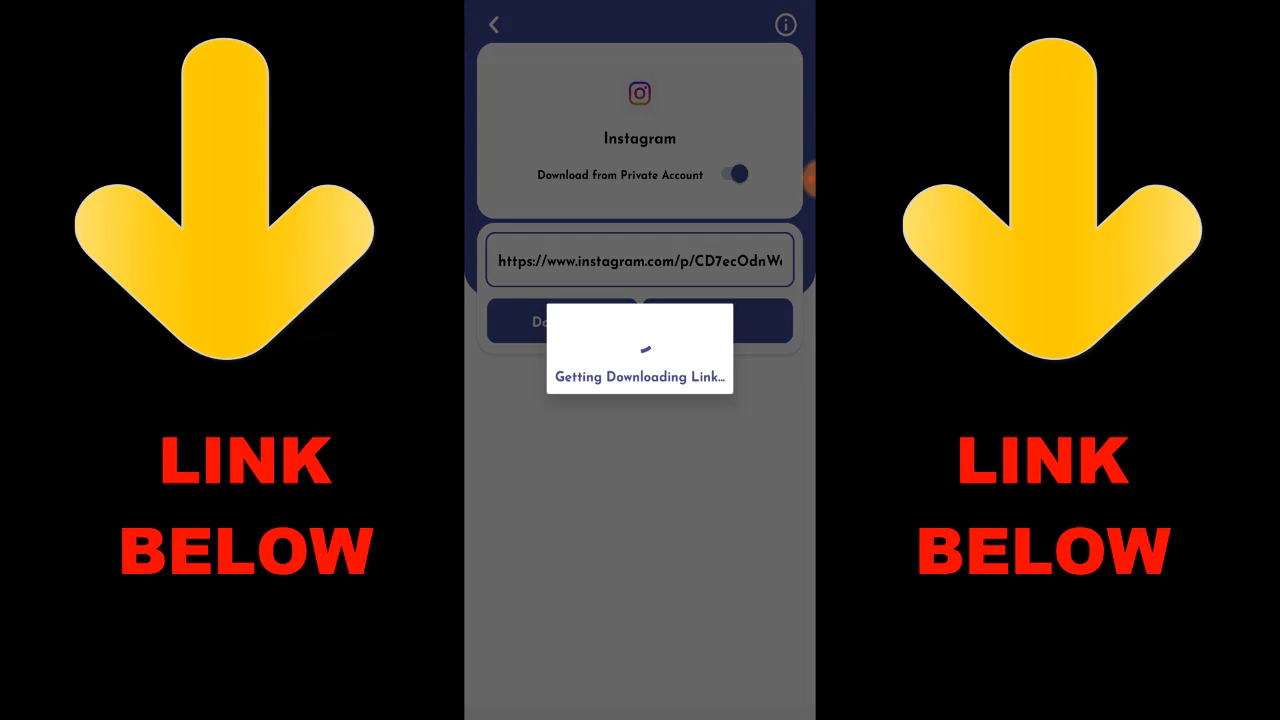 Instagram
Download from Private Account
https://www.instagram.com/p/CD7ecOdnW
Getting Downloading Link...
LINK
BELOW
LINK
BELOW